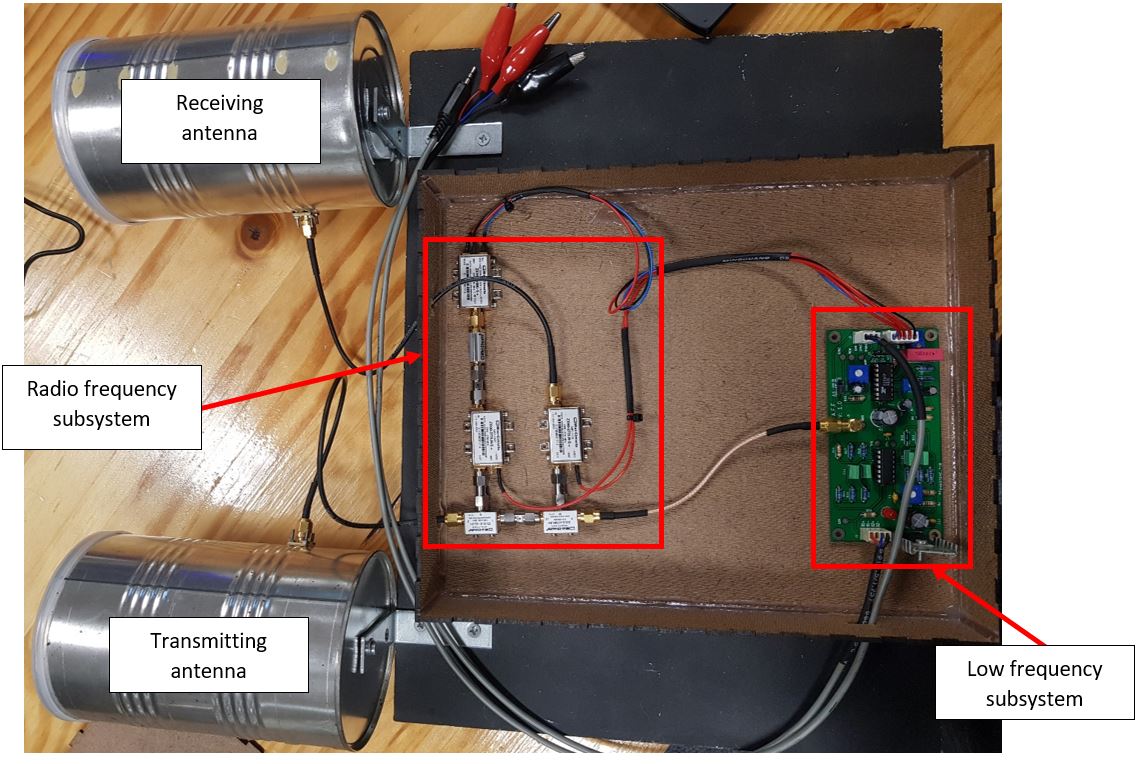 Receiving
antenna
Radio frequency
subsystem
Transmitting
antenna
Low frequency
subsystem